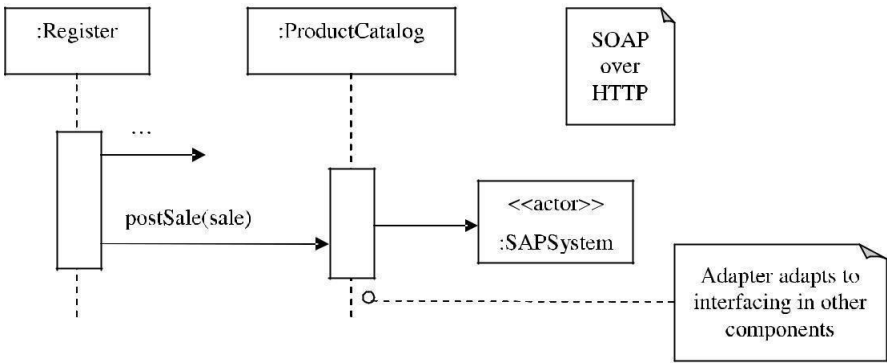 :Register
:ProductCatalog
SOAP
over
HTTP
...
postSale(sale)
<<actor>>
:SAPSystem
Adapter adapts to
interfacing in other
components